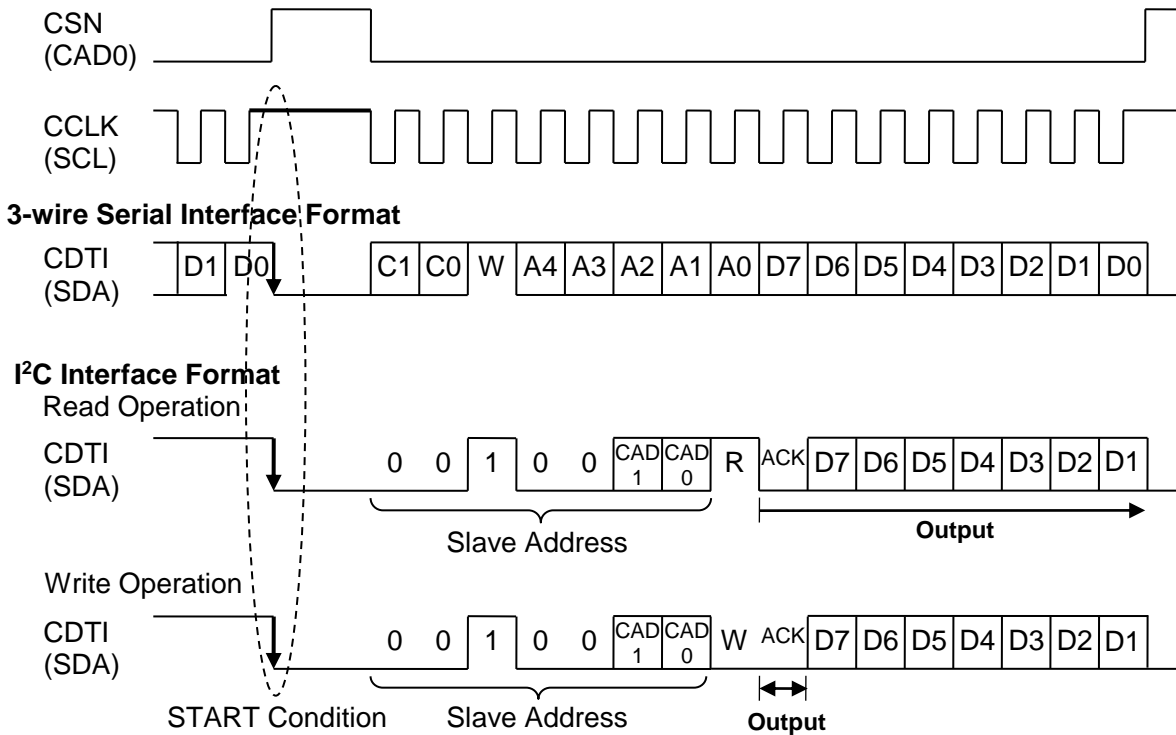 CSN
(CAD0)
CCLK
(SCL)
3-wire Serial Interface Format
CDTI
(SDA)
D1 D0 C1 C0 W A4 A3 A2 A1 A0 D7 D6 D5 D4 D3 D2 D1 D0
I²C Interface Format
Read Operation
CDTI
(SDA)
0 0 1 0 0 CAD 1 CAD 0 R ACK D7 D6 D5 D4 D3 D2 D1
Slave Address
Output
Write Operation
CDTI
(SDA)
0 0 1 0 0 CAD 1 CAD 0 W ACK D7 D6 D5 D4 D3 D2 D1
START Condition
Slave Address
Output